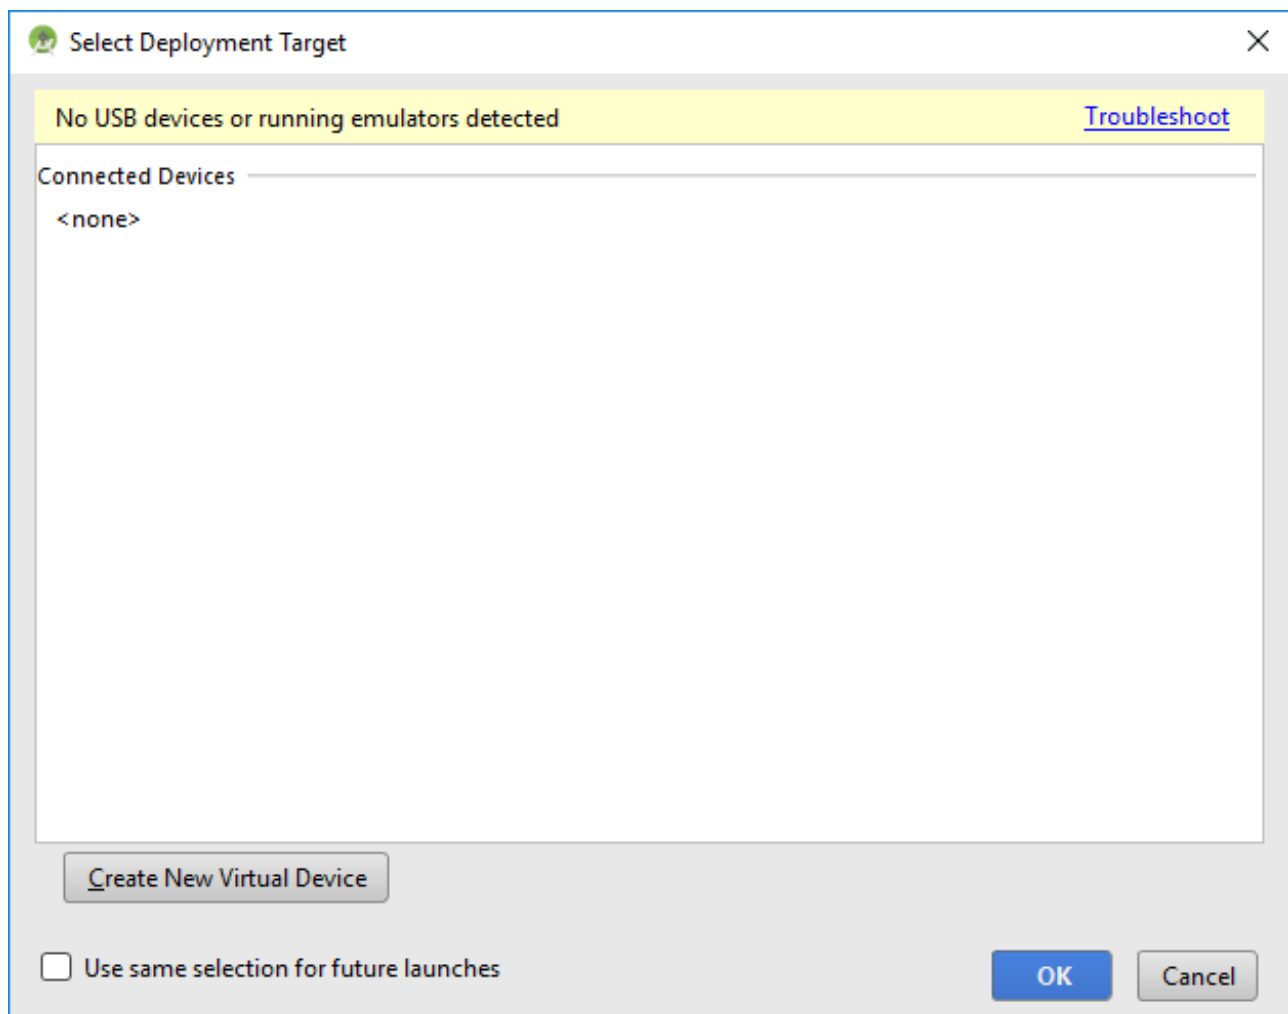 Select Deployment Target
No USB devices or running emulators detected Troubleshoot
Connected Devices
<none>
Create New Virtual Device
Use same selection for future launches
OK Cancel